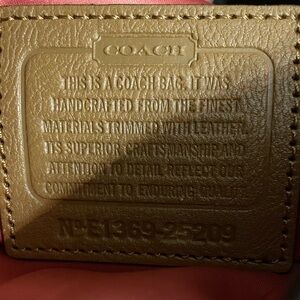 COACH
THIS IS A COACH BAG. IT WAS
HANDCRAFTED FROM THE FINEST
MATERIALS TRIMMED WITH LEATHER.
ITS SUPERIOR CRAFTSMANSHIP AND
ATTENTION TO DETAIL REFLECT OUR
COMMITMENT TO ENDURING QUALITY.
No E1369-25209